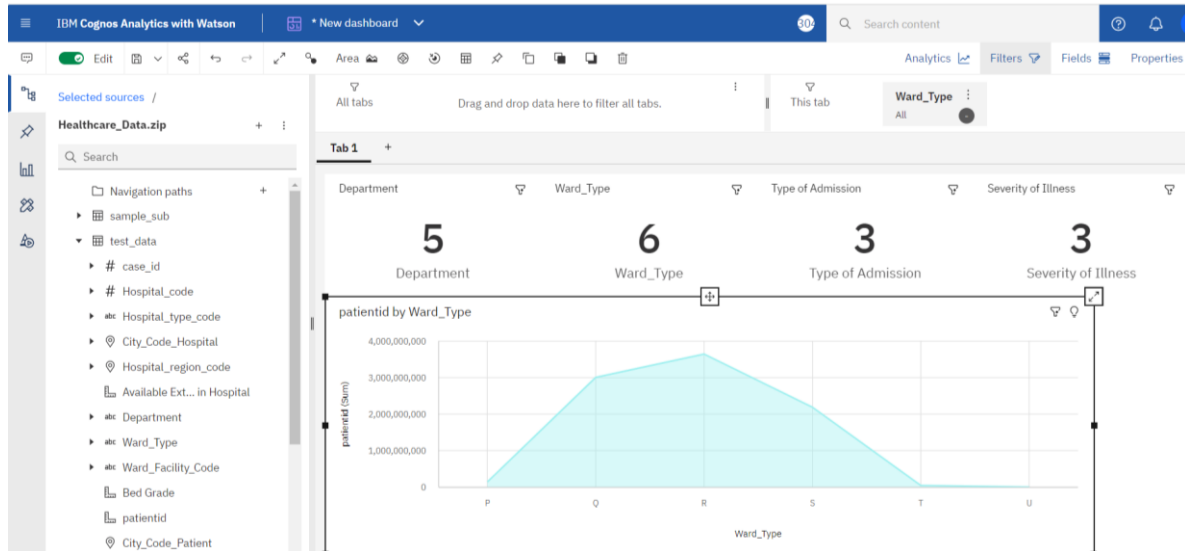 IBM Cognos Analytics with Watson
* New dashboard
304
Search content
Edit
Area
Analytics
Filters
Fields
Properties
Selected sources /
Healthcare_Data.zip
Search
Navigation paths
sample_sub
test_data
# case_id
# Hospital_code
abc Hospital_type_code
City_Code_Hospital
Hospital_region_code
Available Ext... in Hospital
abc Department
abc Ward_Type
abc Ward_Facility_Code
Bed Grade
patientid
City_Code_Patient
All tabs
Drag and drop data here to filter all tabs.
This tab
Ward_Type
All
Tab 1 +
Department
5
Department
Ward_Type
6
Ward_Type
Type of Admission
3
Type of Admission
Severity of Illness
3
Severity of Illness
patientid by Ward_Type
patientid (Sum)
4,000,000,000
3,000,000,000
2,000,000,000
1,000,000,000
0
P Q R S T U
Ward_Type